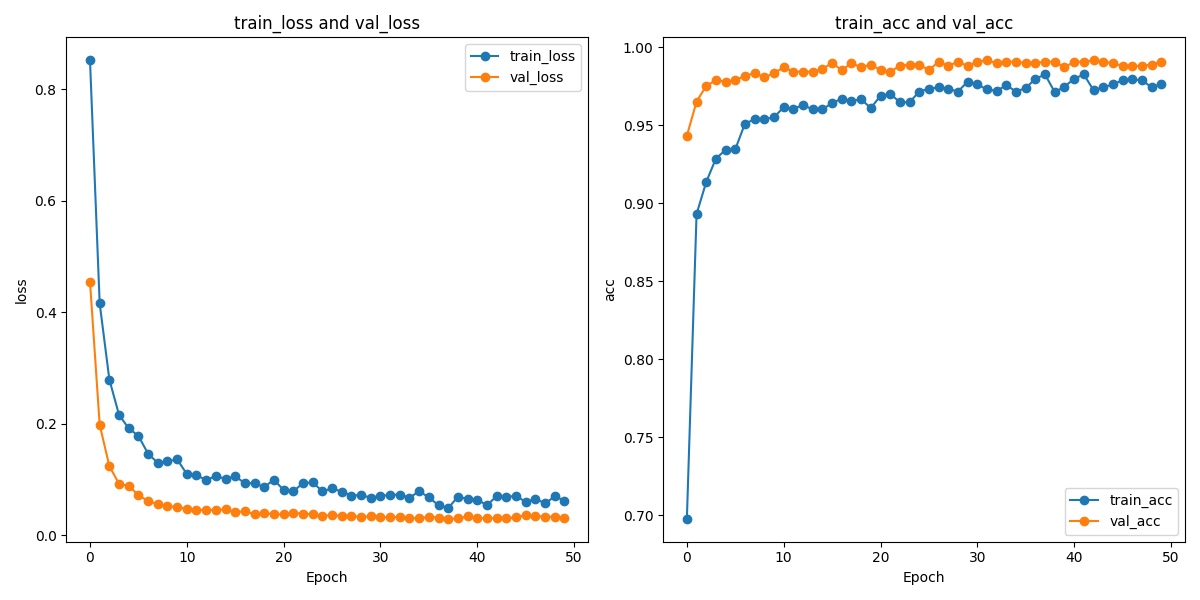 train_loss and val_loss
train_loss
val_loss
0.8
0.6
0.4
0.2
0.0
loss
0 10 20 30 40 50
Epoch
train_acc and val_acc
1.00
0.95
0.90
0.85
0.80
0.75
0.70
acc
train_acc
val_acc
0 10 20 30 40 50
Epoch